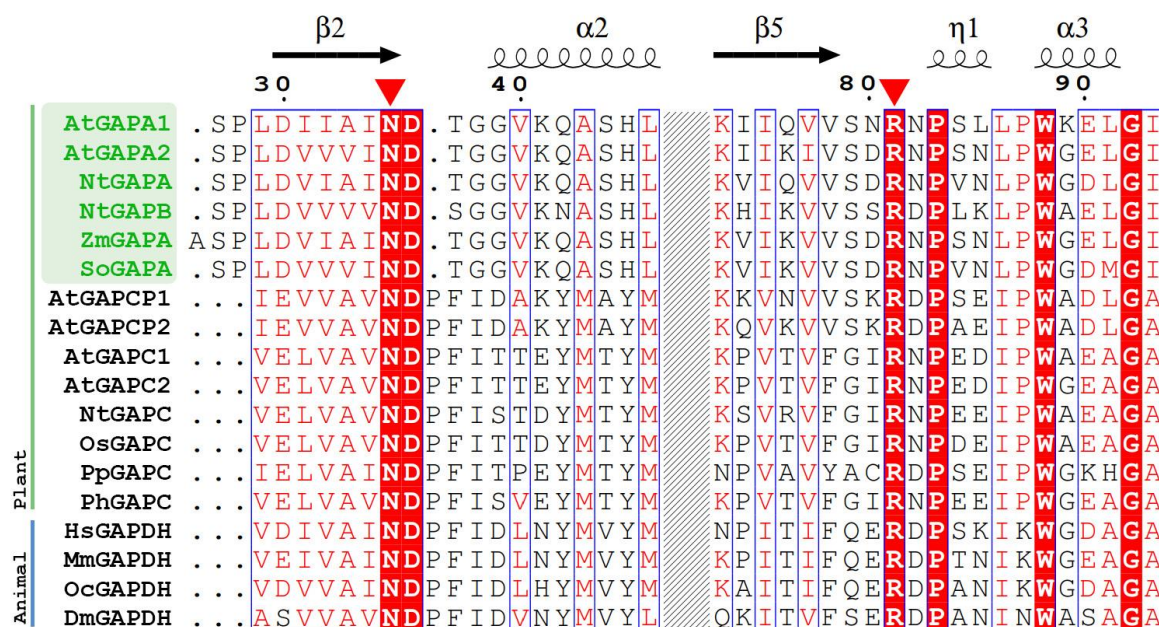 β2 α2 β5 η1 α3
30 40 80 90
AtGAPA1 .SPLDIIAIND.TGGVKQASHL KIIQVVSNRNPSLLPWKELGI
AtGAPA2 .SPLDVVVIND.TGGVKQASHL KIIKIVSDRNPSNLPWGELGI
NtGAPA .SPLDVIAIND.TGGVKQASHL KVIQVVSDRNPVNLPWGDLGI
NtGAPB .SPLDVVVVND.SGGVKNASHL KHIKVVSSRDPLKLPWAELGI
ZmGAPA ASPLDVIAIND.TGGVKQASHL KVIKVVSDRNPSNLPWGELGI
SoGAPA .SPLDVVVIND.TGGVKQASHL KVIKVVSDRNPVNLPWGDMGI
AtGAPCP1 ...IEVVAVNDPFIDAKYMAYM KKVNVVSKRDPSEIPWADLGA
AtGAPCP2 ...IEVVAVNDPFIDAKYMAYM KQVKVVSKRDPAEIPWADLGA
AtGAPC1 ...VELVAVNDPFITTEYMTYM KPVTVFGIRNPEDIPWAEAGA
AtGAPC2 ...VELVAVNDPFITTEYMTYM KPVTVFGIRNPEDIPWGEAGA
NtGAPC ...VELVAVNDPFISTDYMTYM KSVRVFGIRNPEEIPWAEAGA
OsGAPC ...VELVAVNDPFITTDYMTYM KPVTVFGIRNPDEIPWAEAGA
PpGAPC ...IELVAINDPFITPEYMTYM NPVAVYACRDPSEIPWGKHGA
PhGAPC ...VELVAVNDPFISVEYMTYM KPVTVFGIRNPEEIPWGEAGA
HsGAPDH ...VDIVAINDPFIDLNYMVYM NPITIFQERDPSKIKWGDAGA
MmGAPDH ...VEIVAINDPFIDLNYMVYM KPITIFQERDPTNIKWGEAGA
OcGAPDH ...VDVVAINDPFIDLHYMVYM KAITIFQERDPANIKWGDAGA
DmGAPDH ...ASVVAVNDPFIDVNYMVYL QKITVFSERDPANINWASAGA
Plant
Animal